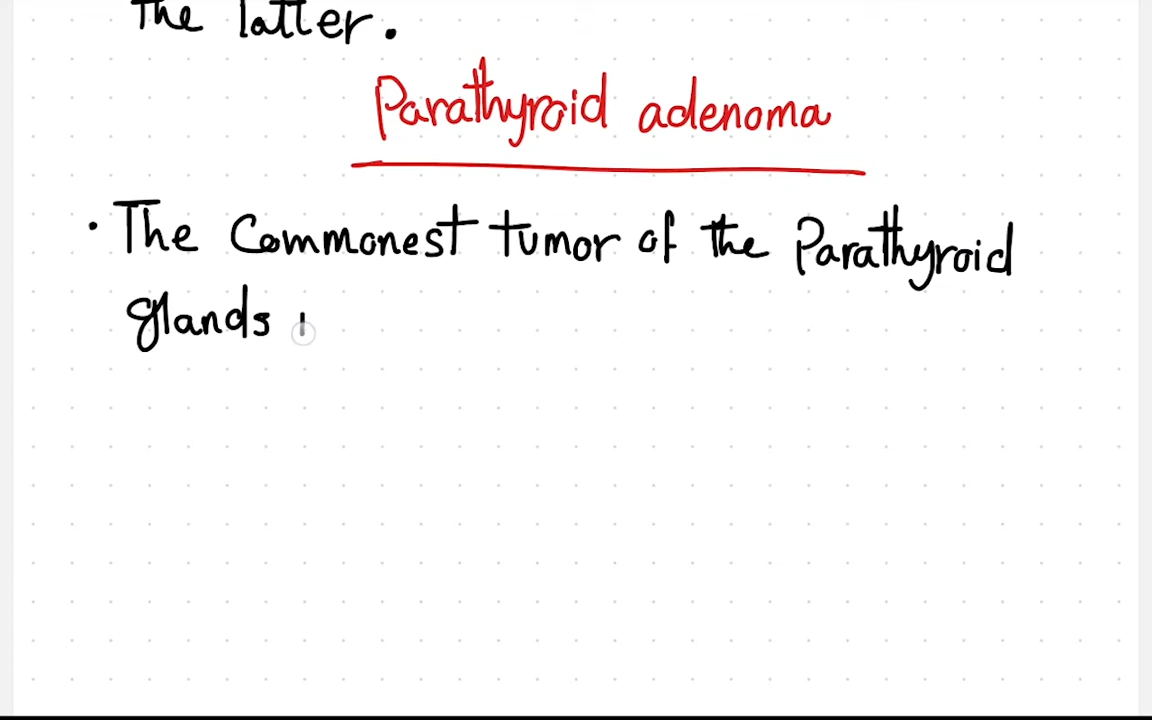 The latter.
Parathyroid adenoma
• The Commonest tumor of the Parathyroid
glands